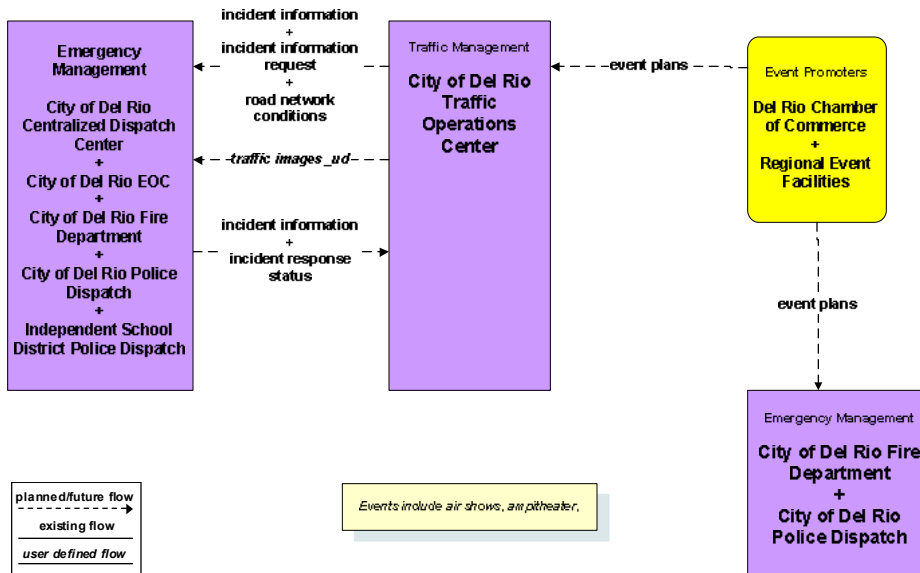 incident information
+
incident information
request
+
road network
conditions
Emergency
Management
City of Del Rio
Centralized Dispatch
Center
+
City of Del Rio EOC
+
City of Del Rio Fire
Department
+
City of Del Rio Police
Dispatch
+
Independent School
District Police Dispatch
traffic images_ud
incident information
+
incident response
status
Traffic Management
City of Del Rio
Traffic
Operations
Center
event plans
Event Promoters
Del Rio Chamber
of Commerce
+
Regional Event
Facilities
event plans
Emergency Management
City of Del Rio Fire
Department
+
City of Del Rio
Police Dispatch
planned/future flow
existing flow
user defined flow
Events include air shows, ampitheater,